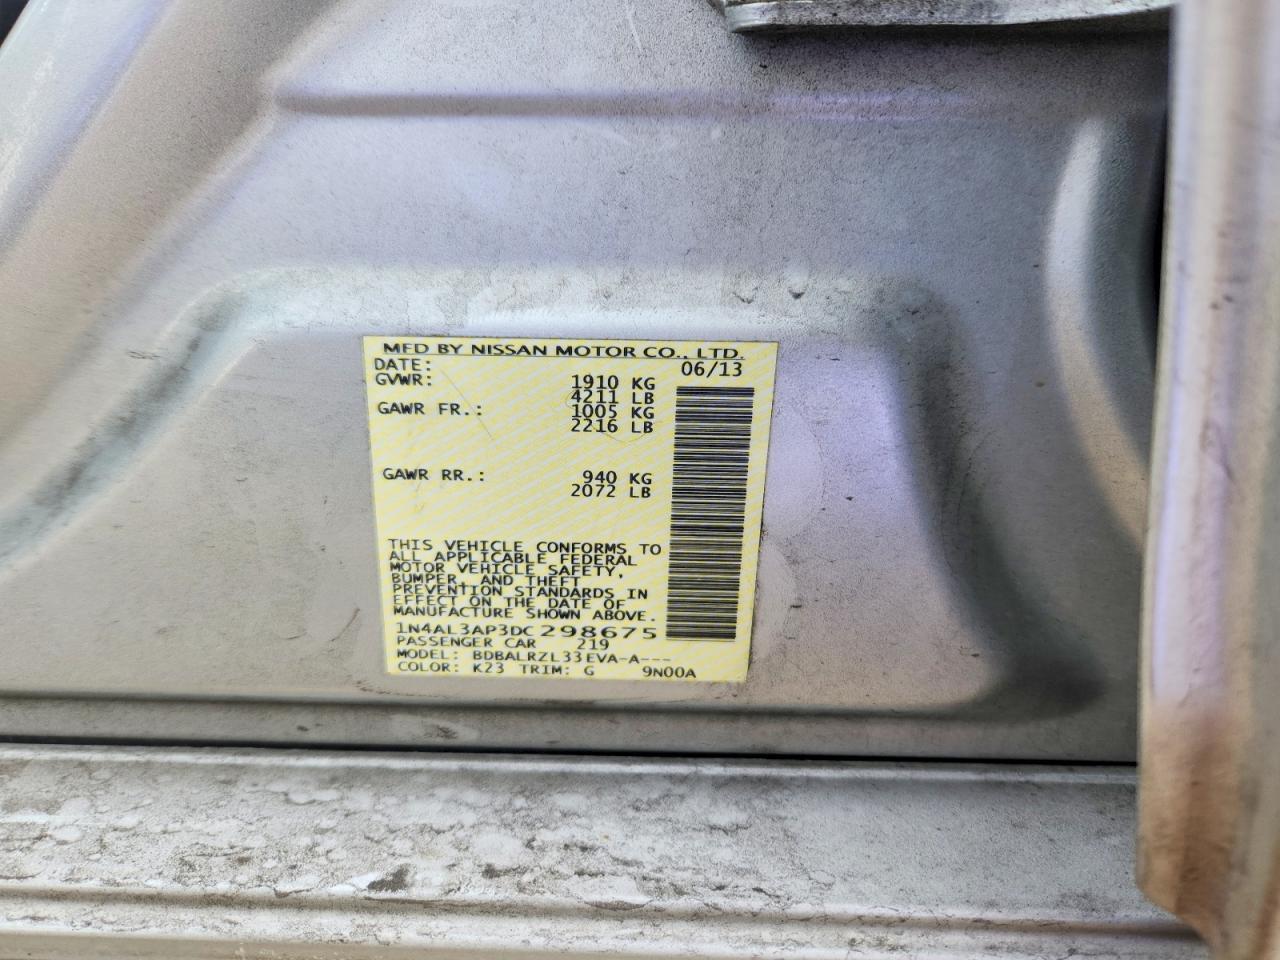 MFD BY NISSAN MOTOR CO., LTD.
DATE: 06/13
GVWR: 1910 KG
4211 LB
GAWR FR.: 1005 KG
2216 LB
GAWR RR.: 940 KG
2072 LB
THIS VEHICLE CONFORMS TO
ALL APPLICABLE FEDERAL
MOTOR VEHICLE SAFETY,
BUMPER, AND THEFT
PREVENTION STANDARDS IN
EFFECT ON THE DATE OF
MANUFACTURE SHOWN ABOVE.
1N4AL3AP3DC298675
PASSENGER CAR 219
MODEL: BDBALRZL33EVA-A---
COLOR: K23 TRIM: G 9N00A